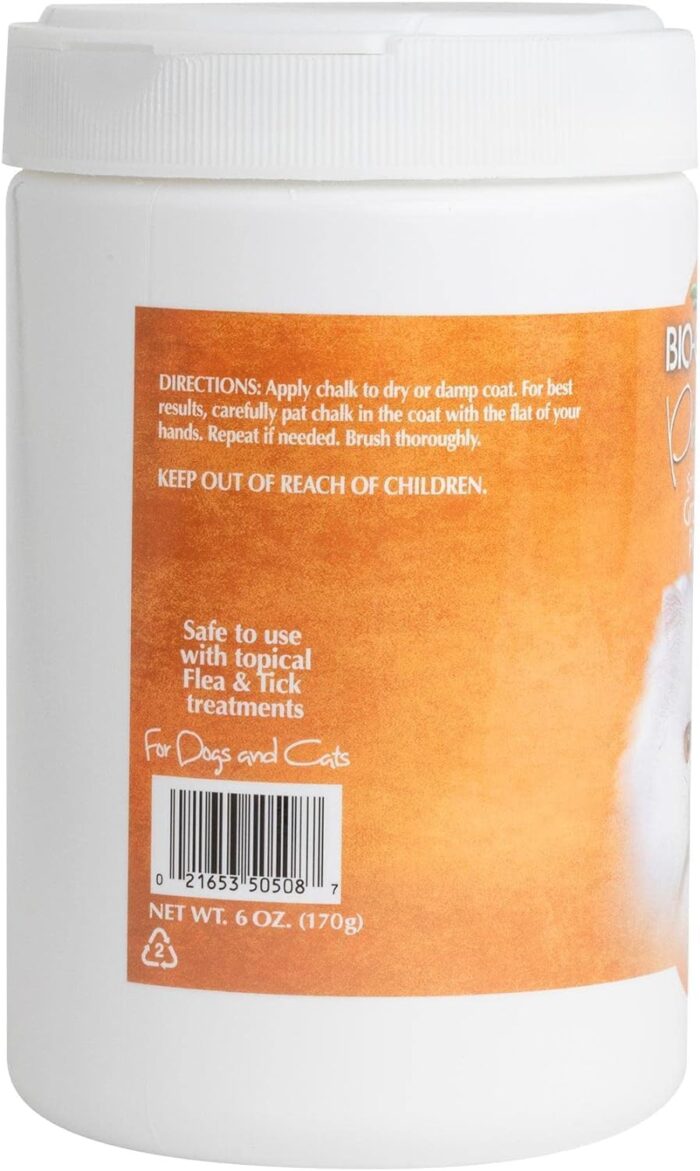 DIRECTIONS: Apply chalk to dry or damp coat. For best
results, carefully pat chalk in the coat with the flat of your
hands. Repeat if needed. Brush thoroughly.
KEEP OUT OF REACH OF CHILDREN.
Safe to use
with topical
Flea & Tick
treatments
For Dogs and Cats
0 21653 50508 7
NET WT. 6 OZ. (170g)
2
BIO-